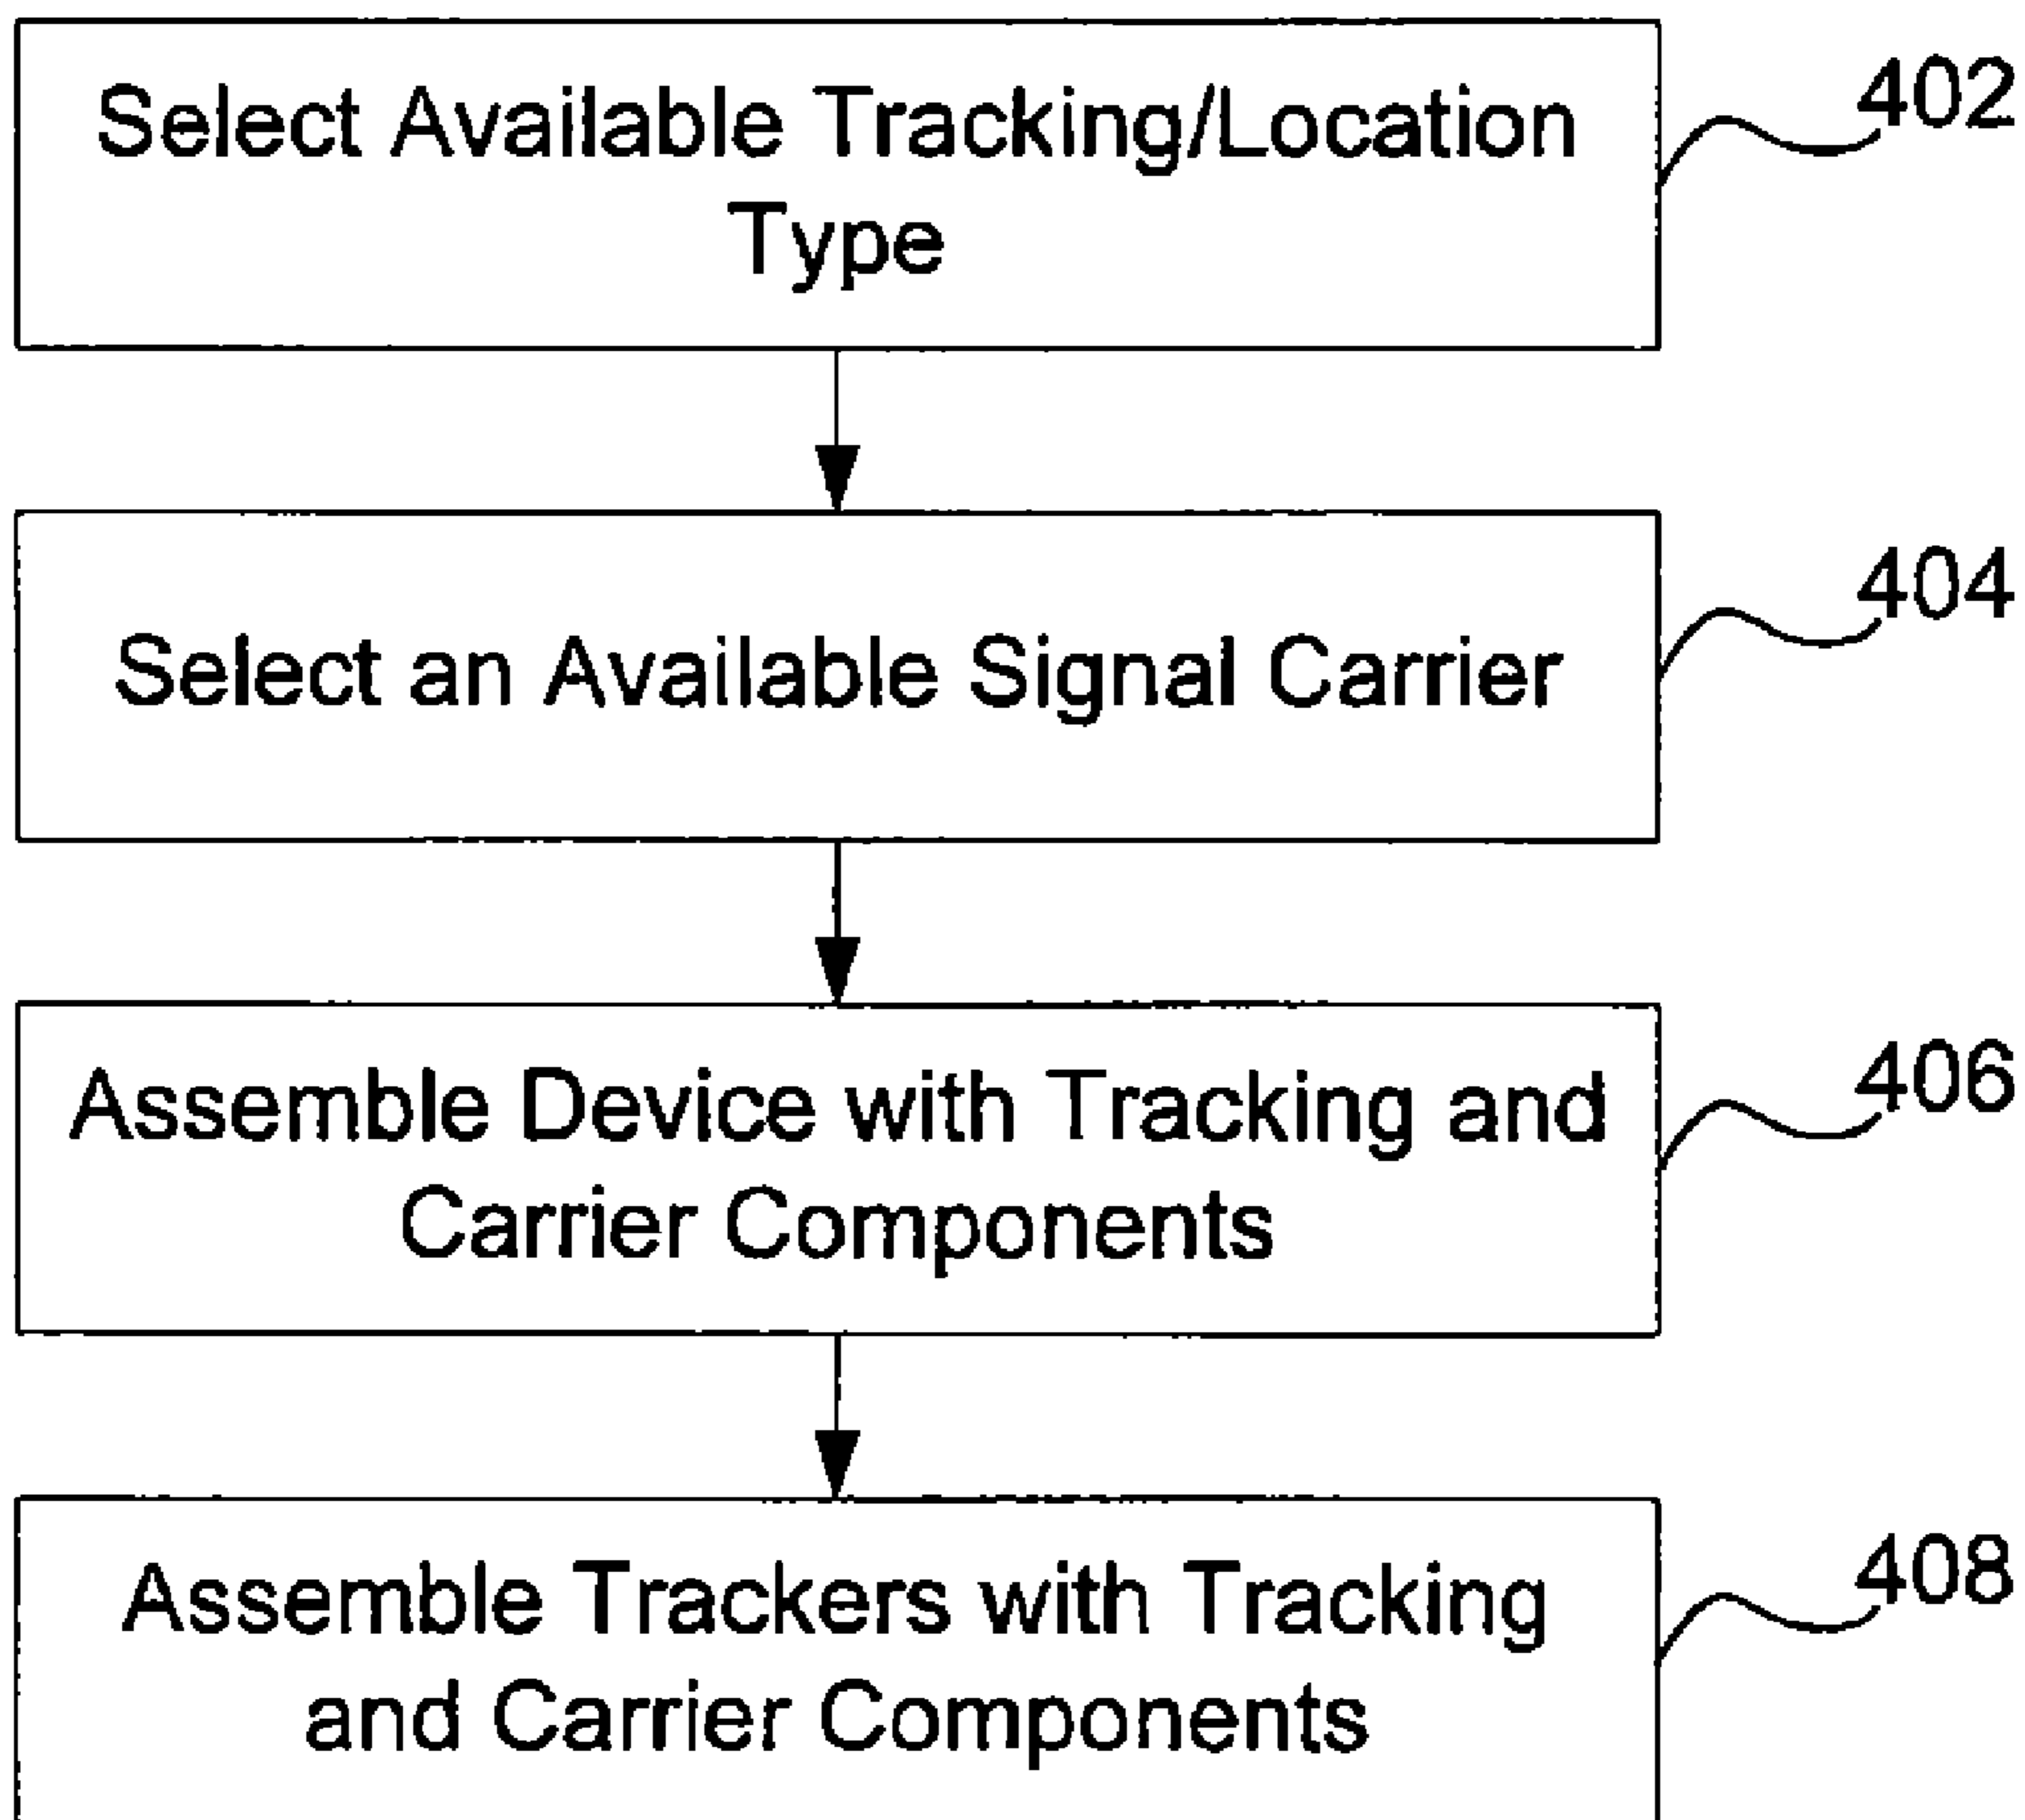 Select Available Tracking/Location
Type
402
Select an Available Signal Carrier
404
Assemble Device with Tracking and
Carrier Components
406
Assemble Trackers with Tracking
and Carrier Components
408